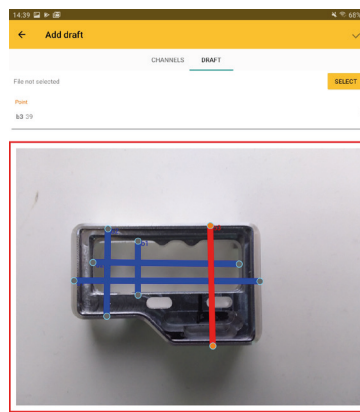 14.39 68%
Add draft
CHANNELS DRAFT
File not selected SELECT
Point
b3 29